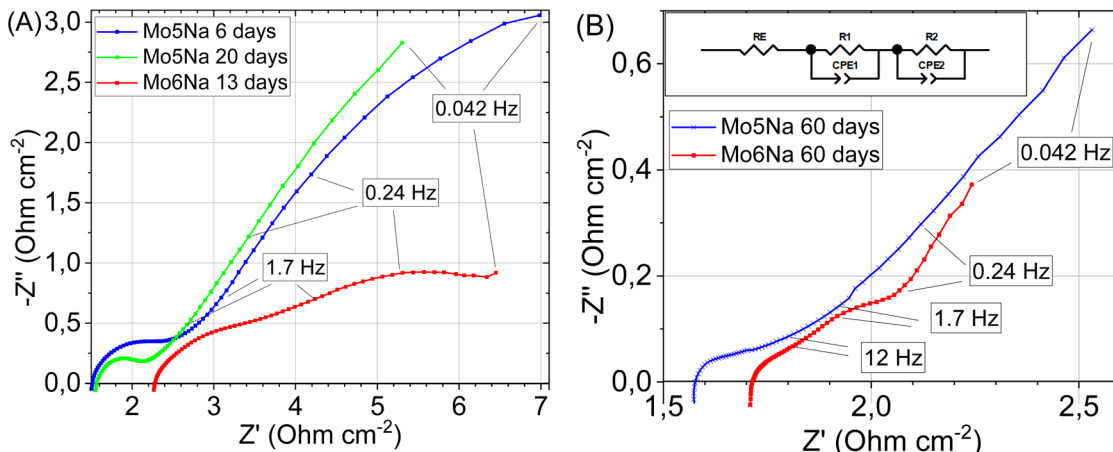 (A)
Mo5Na 6 days
Mo5Na 20 days
Mo6Na 13 days
0.042 Hz
0.24 Hz
1.7 Hz
3,0
2,5
2,0
1,5
1,0
0,5
0,0
-Z'' (Ohm cm⁻²)
2 3 4 5 6 7
Z' (Ohm cm⁻²)
(B)
RE R1 R2
CPE1 CPE2
Mo5Na 60 days
Mo6Na 60 days
0.042 Hz
0.24 Hz
1.7 Hz
12 Hz
0,6
0,4
0,2
0,0
-Z'' (Ohm cm⁻²)
1,5 2,0 2,5
Z' (Ohm cm⁻²)